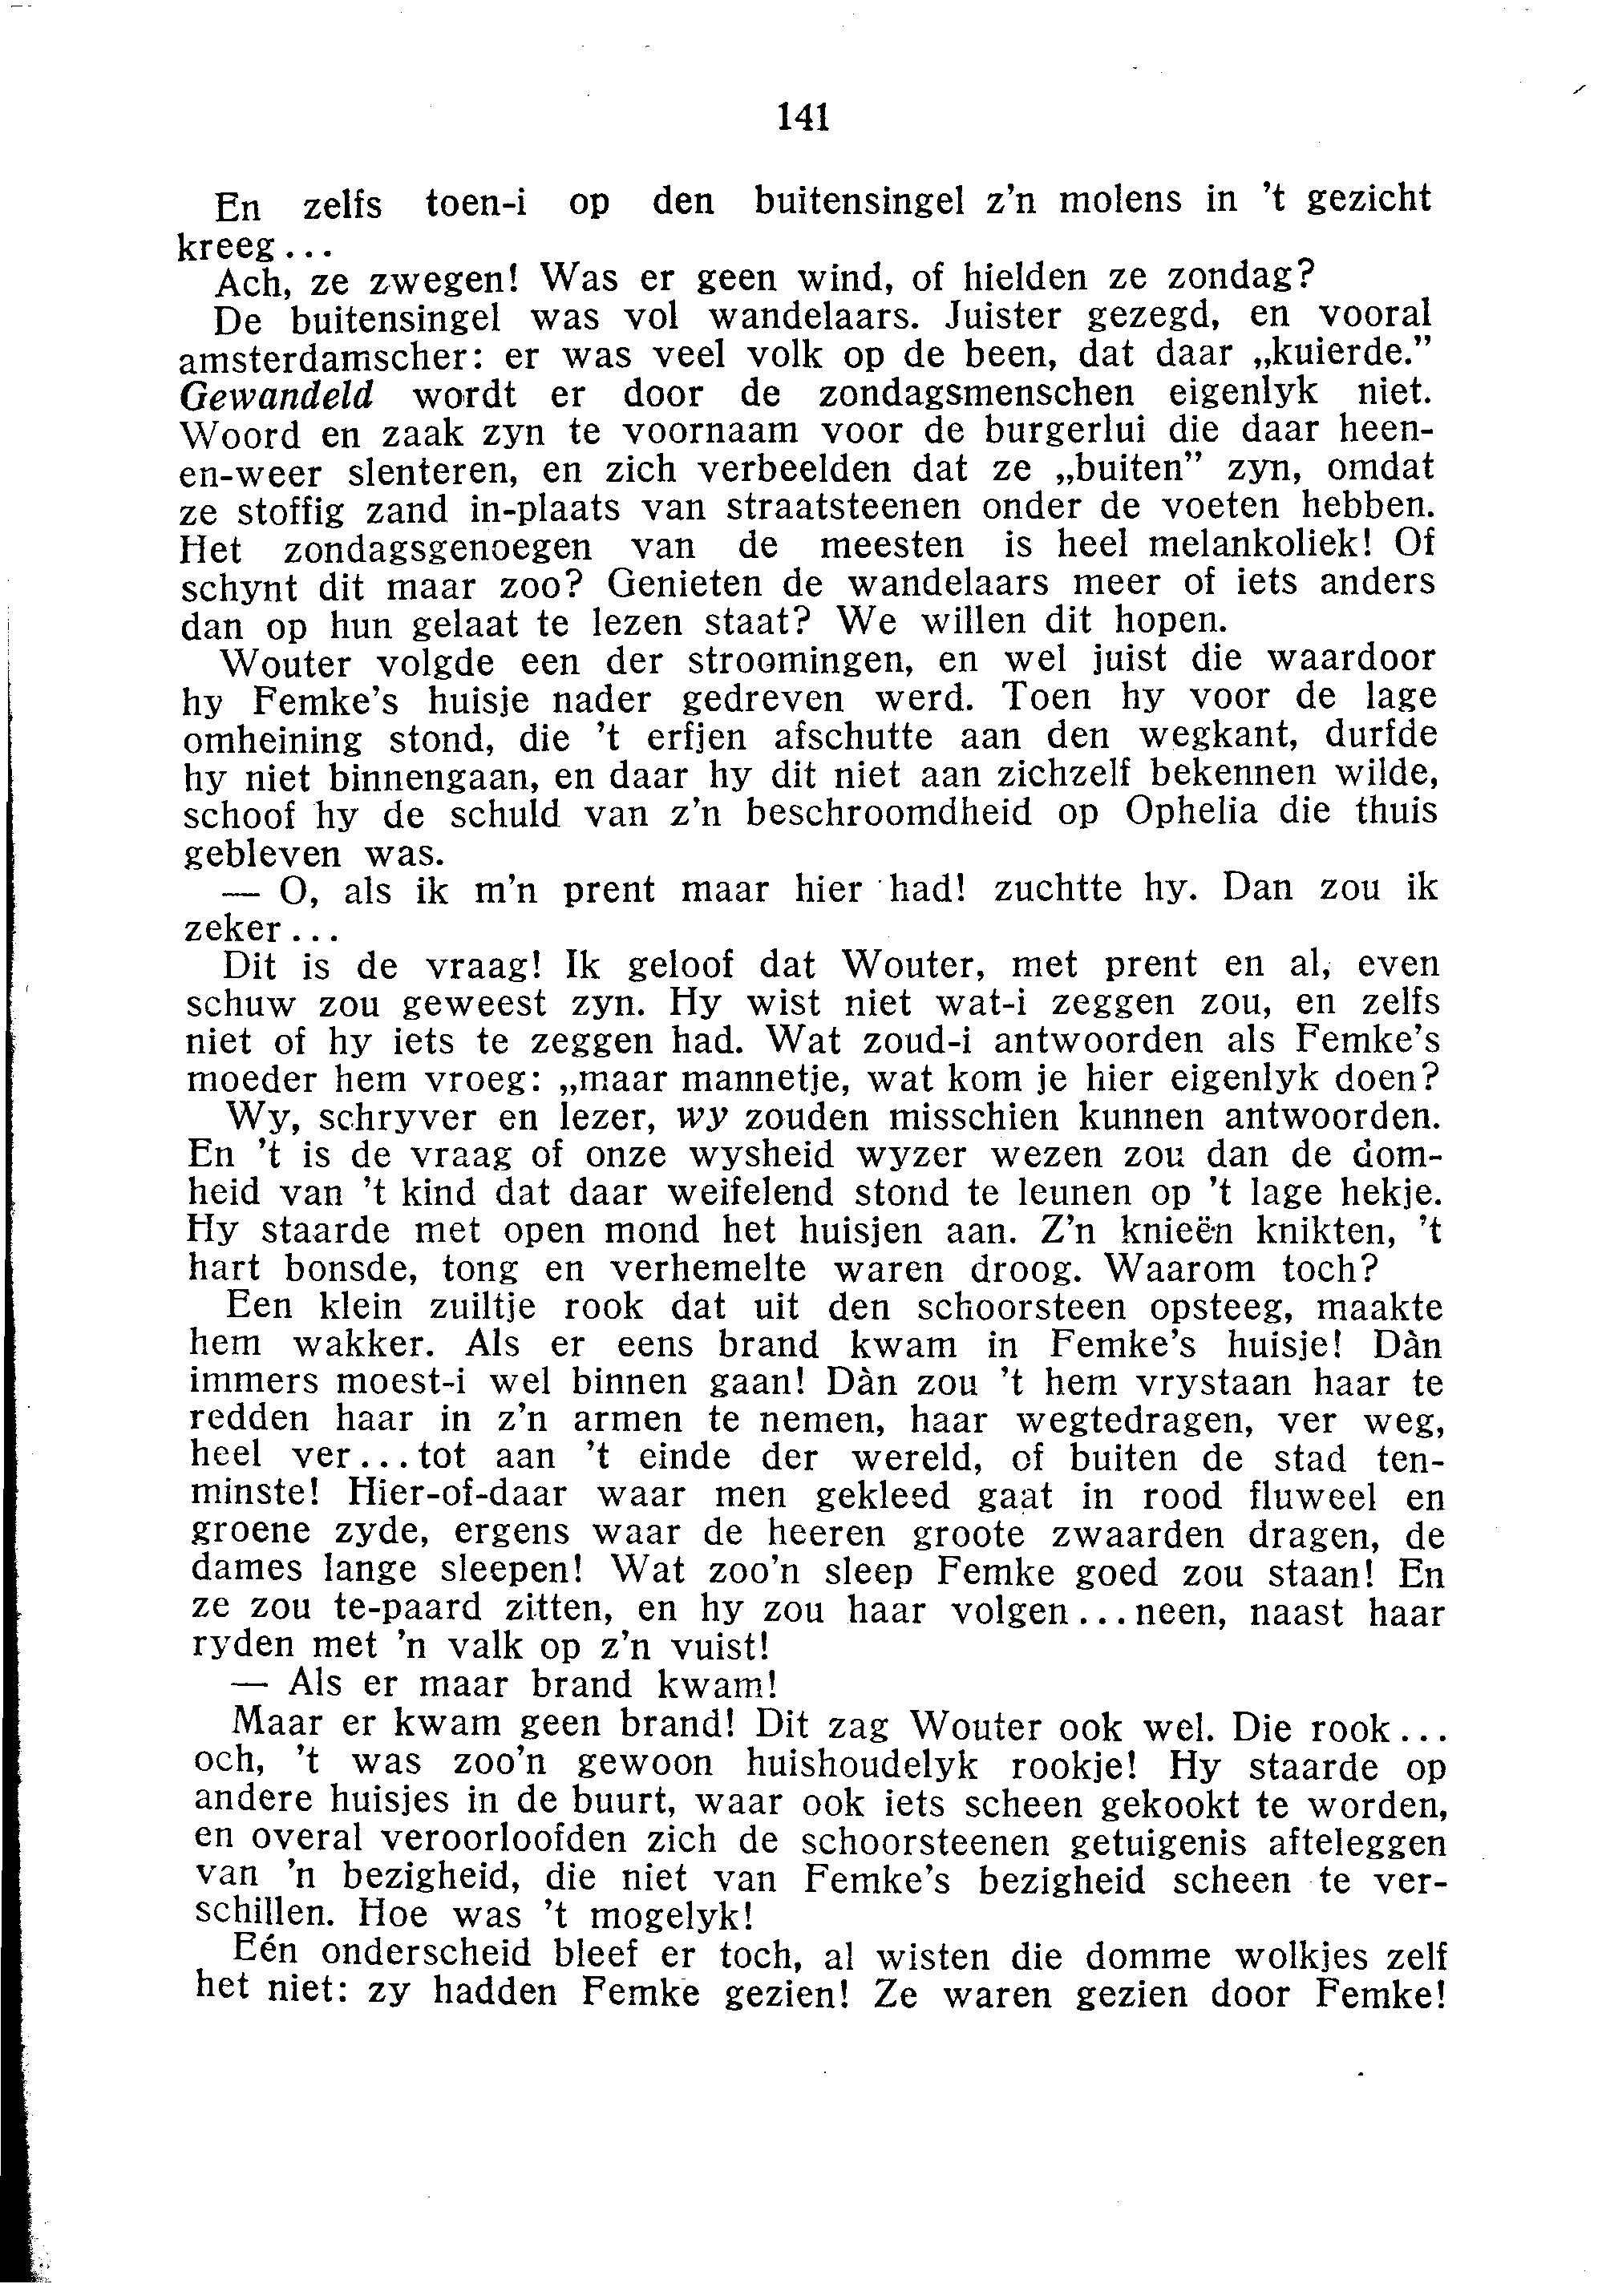 141
En zelfs toen-i op den buitensingel z'n molens in 't gezicht
kreeg...
Ach, ze zwegen! Was er geen wind, of hielden ze zondag?
De buitensingel was vol wandelaars. Juister gezegd, en vooral
amsterdamscher: er was veel volk op de been, dat daar „kuierde.”
Gewandeld wordt er door de zondagsmenschen eigenlyk niet.
Woord en zaak zyn te voornaam voor de burgerlui die daar heen-
en-weer slenteren, en zich verbeelden dat ze „buiten” zyn, omdat
ze stoffig zand in-plaats van straatsteenen onder de voeten hebben.
Het zondagsgenoegen van de meesten is heel melankoliek! Of
schynt dit maar zoo? Genieten de wandelaars meer of iets anders
dan op hun gelaat te lezen staat? We willen dit hopen.
Wouter volgde een der stroomingen, en wel juist die waardoor
hy Femke's huisje nader gedreven werd. Toen hy voor de lage
omheining stond, die 't erfjen afschutte aan den wegkant, durfde
hy niet binnengaan, en daar hy dit niet aan zichzelf bekennen wilde,
schoof hy de schuld van z'n beschroomdheid op Ophelia die thuis
gebleven was.
— O, als ik m'n prent maar hier had! zuchtte hy. Dan zou ik
zeker...
Dit is de vraag! Ik geloof dat Wouter, met prent en al, even
schuw zou geweest zyn. Hy wist niet wat-i zeggen zou, en zelfs
niet of hy iets te zeggen had. Wat zoud-i antwoorden als Femke's
moeder hem vroeg: „maar mannetje, wat kom je hier eigenlyk doen?
Wy, schryver en lezer, wy zouden misschien kunnen antwoorden.
En 't is de vraag of onze wysheid wyzer wezen zou dan de dom-
heid van 't kind dat daar weifelend stond te leunen op 't lage hekje.
Hy staarde met open mond het huisjen aan. Z'n knieën knikten, 't
hart bonsde, tong en verhemelte waren droog. Waarom toch?
Een klein zuiltje rook dat uit den schoorsteen opsteeg, maakte
hem wakker. Als er eens brand kwam in Femke's huisje! Dàn
immers moest-i wel binnen gaan! Dàn zou 't hem vrystaan haar te
redden haar in z'n armen te nemen, haar wegtedragen, ver weg,
heel ver...tot aan 't einde der wereld, of buiten de stad ten-
minste! Hier-of-daar waar men gekleed gaat in rood fluweel en
groene zyde, ergens waar de heeren groote zwaarden dragen, de
dames lange sleepen! Wat zoo'n sleep Femke goed zou staan! En
ze zou te-paard zitten, en hy zou haar volgen...neen, naast haar
ryden met 'n valk op z'n vuist!
— Als er maar brand kwam!
Maar er kwam geen brand! Dit zag Wouter ook wel. Die rook...
och, 't was zoo'n gewoon huishoudelyk rookje! Hy staarde op
andere huisjes in de buurt, waar ook iets scheen gekookt te worden,
en overal veroorloofden zich de schoorsteenen getuigenis afteleggen
van 'n bezigheid, die niet van Femke's bezigheid scheen te ver-
schillen. Hoe was 't mogelyk!
Eén onderscheid bleef er toch, al wisten die domme wolkjes zelf
het niet: zy hadden Femke gezien! Ze waren gezien door Femke!